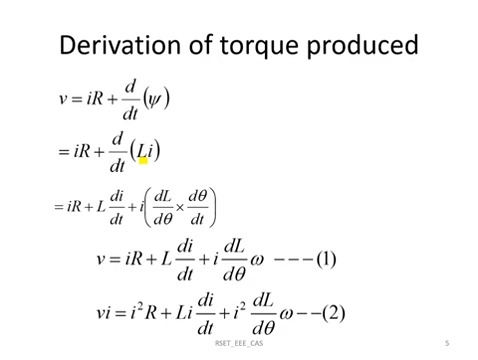 Derivation of torque produced
v = iR + d/dt (ψ)
= iR + d/dt (Li)
= iR + L di/dt + i(dL/dθ × dθ/dt)
v = iR + L di/dt + i dL/dθ ω − − − (1)
vi = i² R + Li di/dt + i² dL/dθ ω − − (2)
RSET_EEE_CAS
5